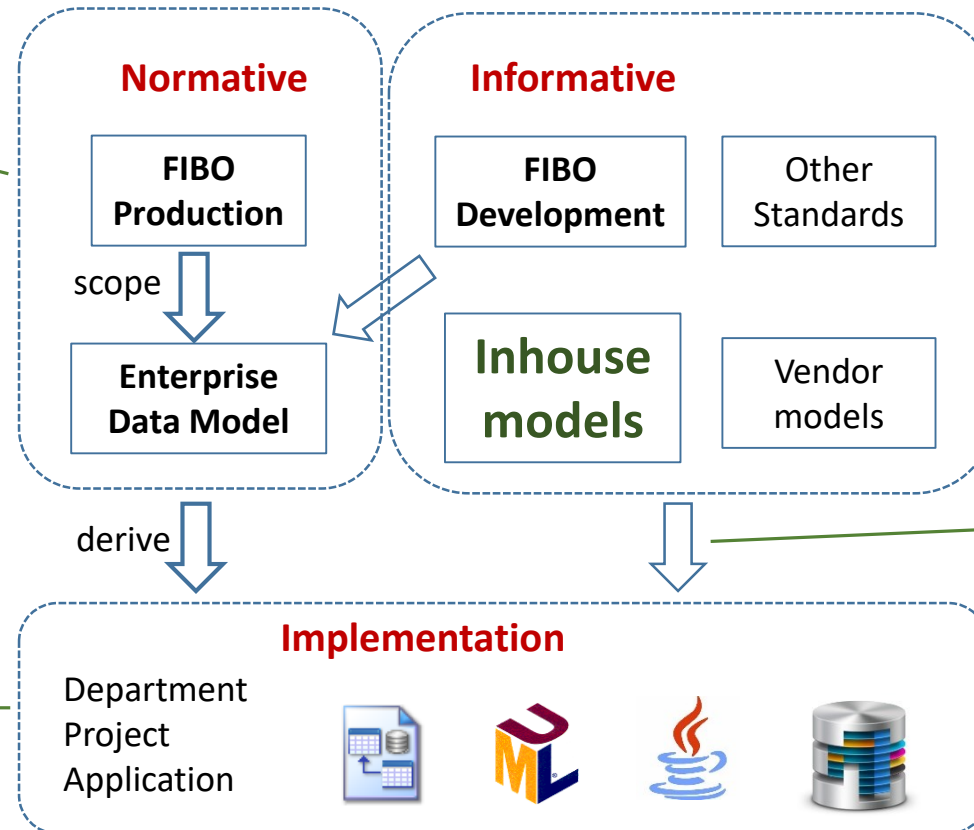 Normative
Informative
FIBO
Production
FIBO
Development
Other
Standards
scope
Enterprise
Data Model
Inhouse
models
Vendor
models
derive
Implementation
Department
Project
Application
UML